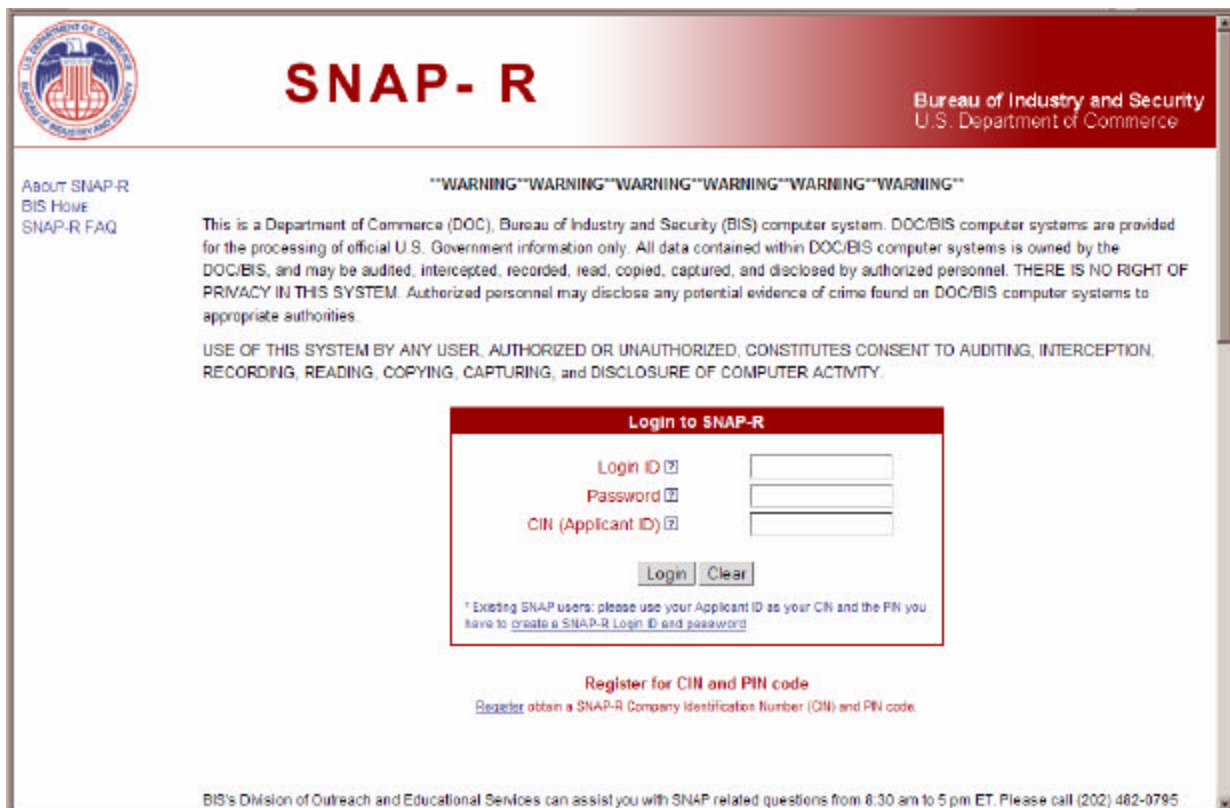 U.S. DEPARTMENT OF COMMERCE
BUREAU OF INDUSTRY AND SECURITY
SNAP- R
Bureau of Industry and Security
U.S. Department of Commerce
ABOUT SNAP-R
BIS HOME
SNAP-R FAQ
**WARNING**WARNING**WARNING**WARNING**WARNING**WARNING**
This is a Department of Commerce (DOC), Bureau of Industry and Security (BIS) computer system. DOC/BIS computer systems are provided
for the processing of official U.S. Government information only. All data contained within DOC/BIS computer systems is owned by the
DOC/BIS, and may be audited, intercepted, recorded, read, copied, captured, and disclosed by authorized personnel. THERE IS NO RIGHT OF
PRIVACY IN THIS SYSTEM. Authorized personnel may disclose any potential evidence of crime found on DOC/BIS computer systems to
appropriate authorities.
USE OF THIS SYSTEM BY ANY USER, AUTHORIZED OR UNAUTHORIZED, CONSTITUTES CONSENT TO AUDITING, INTERCEPTION,
RECORDING, READING, COPYING, CAPTURING, and DISCLOSURE OF COMPUTER ACTIVITY.
Login to SNAP-R
Login ID ?
Password ?
CIN (Applicant ID) ?
Login Clear
* Existing SNAP users: please use your Applicant ID as your CIN and the PIN you
have to create a SNAP-R Login ID and password
Register for CIN and PIN code
Register obtain a SNAP-R Company Identification Number (CIN) and PIN code.
BIS's Division of Outreach and Educational Services can assist you with SNAP related questions from 8:30 am to 5 pm ET. Please call (202) 482-0795